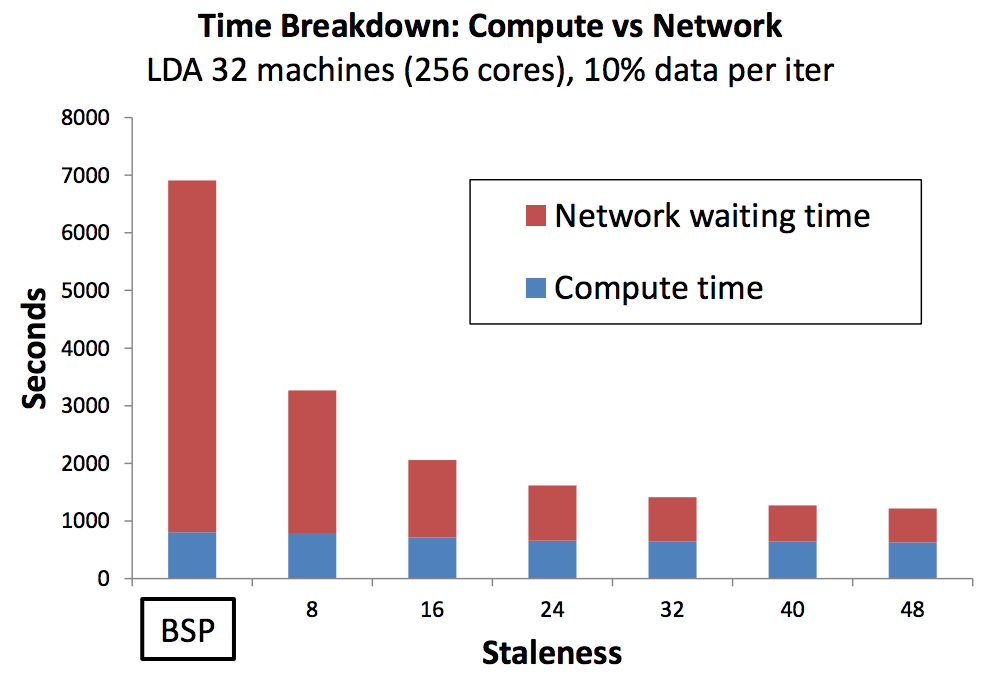 Time Breakdown: Compute vs Network
LDA 32 machines (256 cores), 10% data per iter
8000
7000
6000
5000
4000
3000
2000
1000
0
Seconds
Network waiting time
Compute time
BSP
8
16
24
32
40
48
Staleness